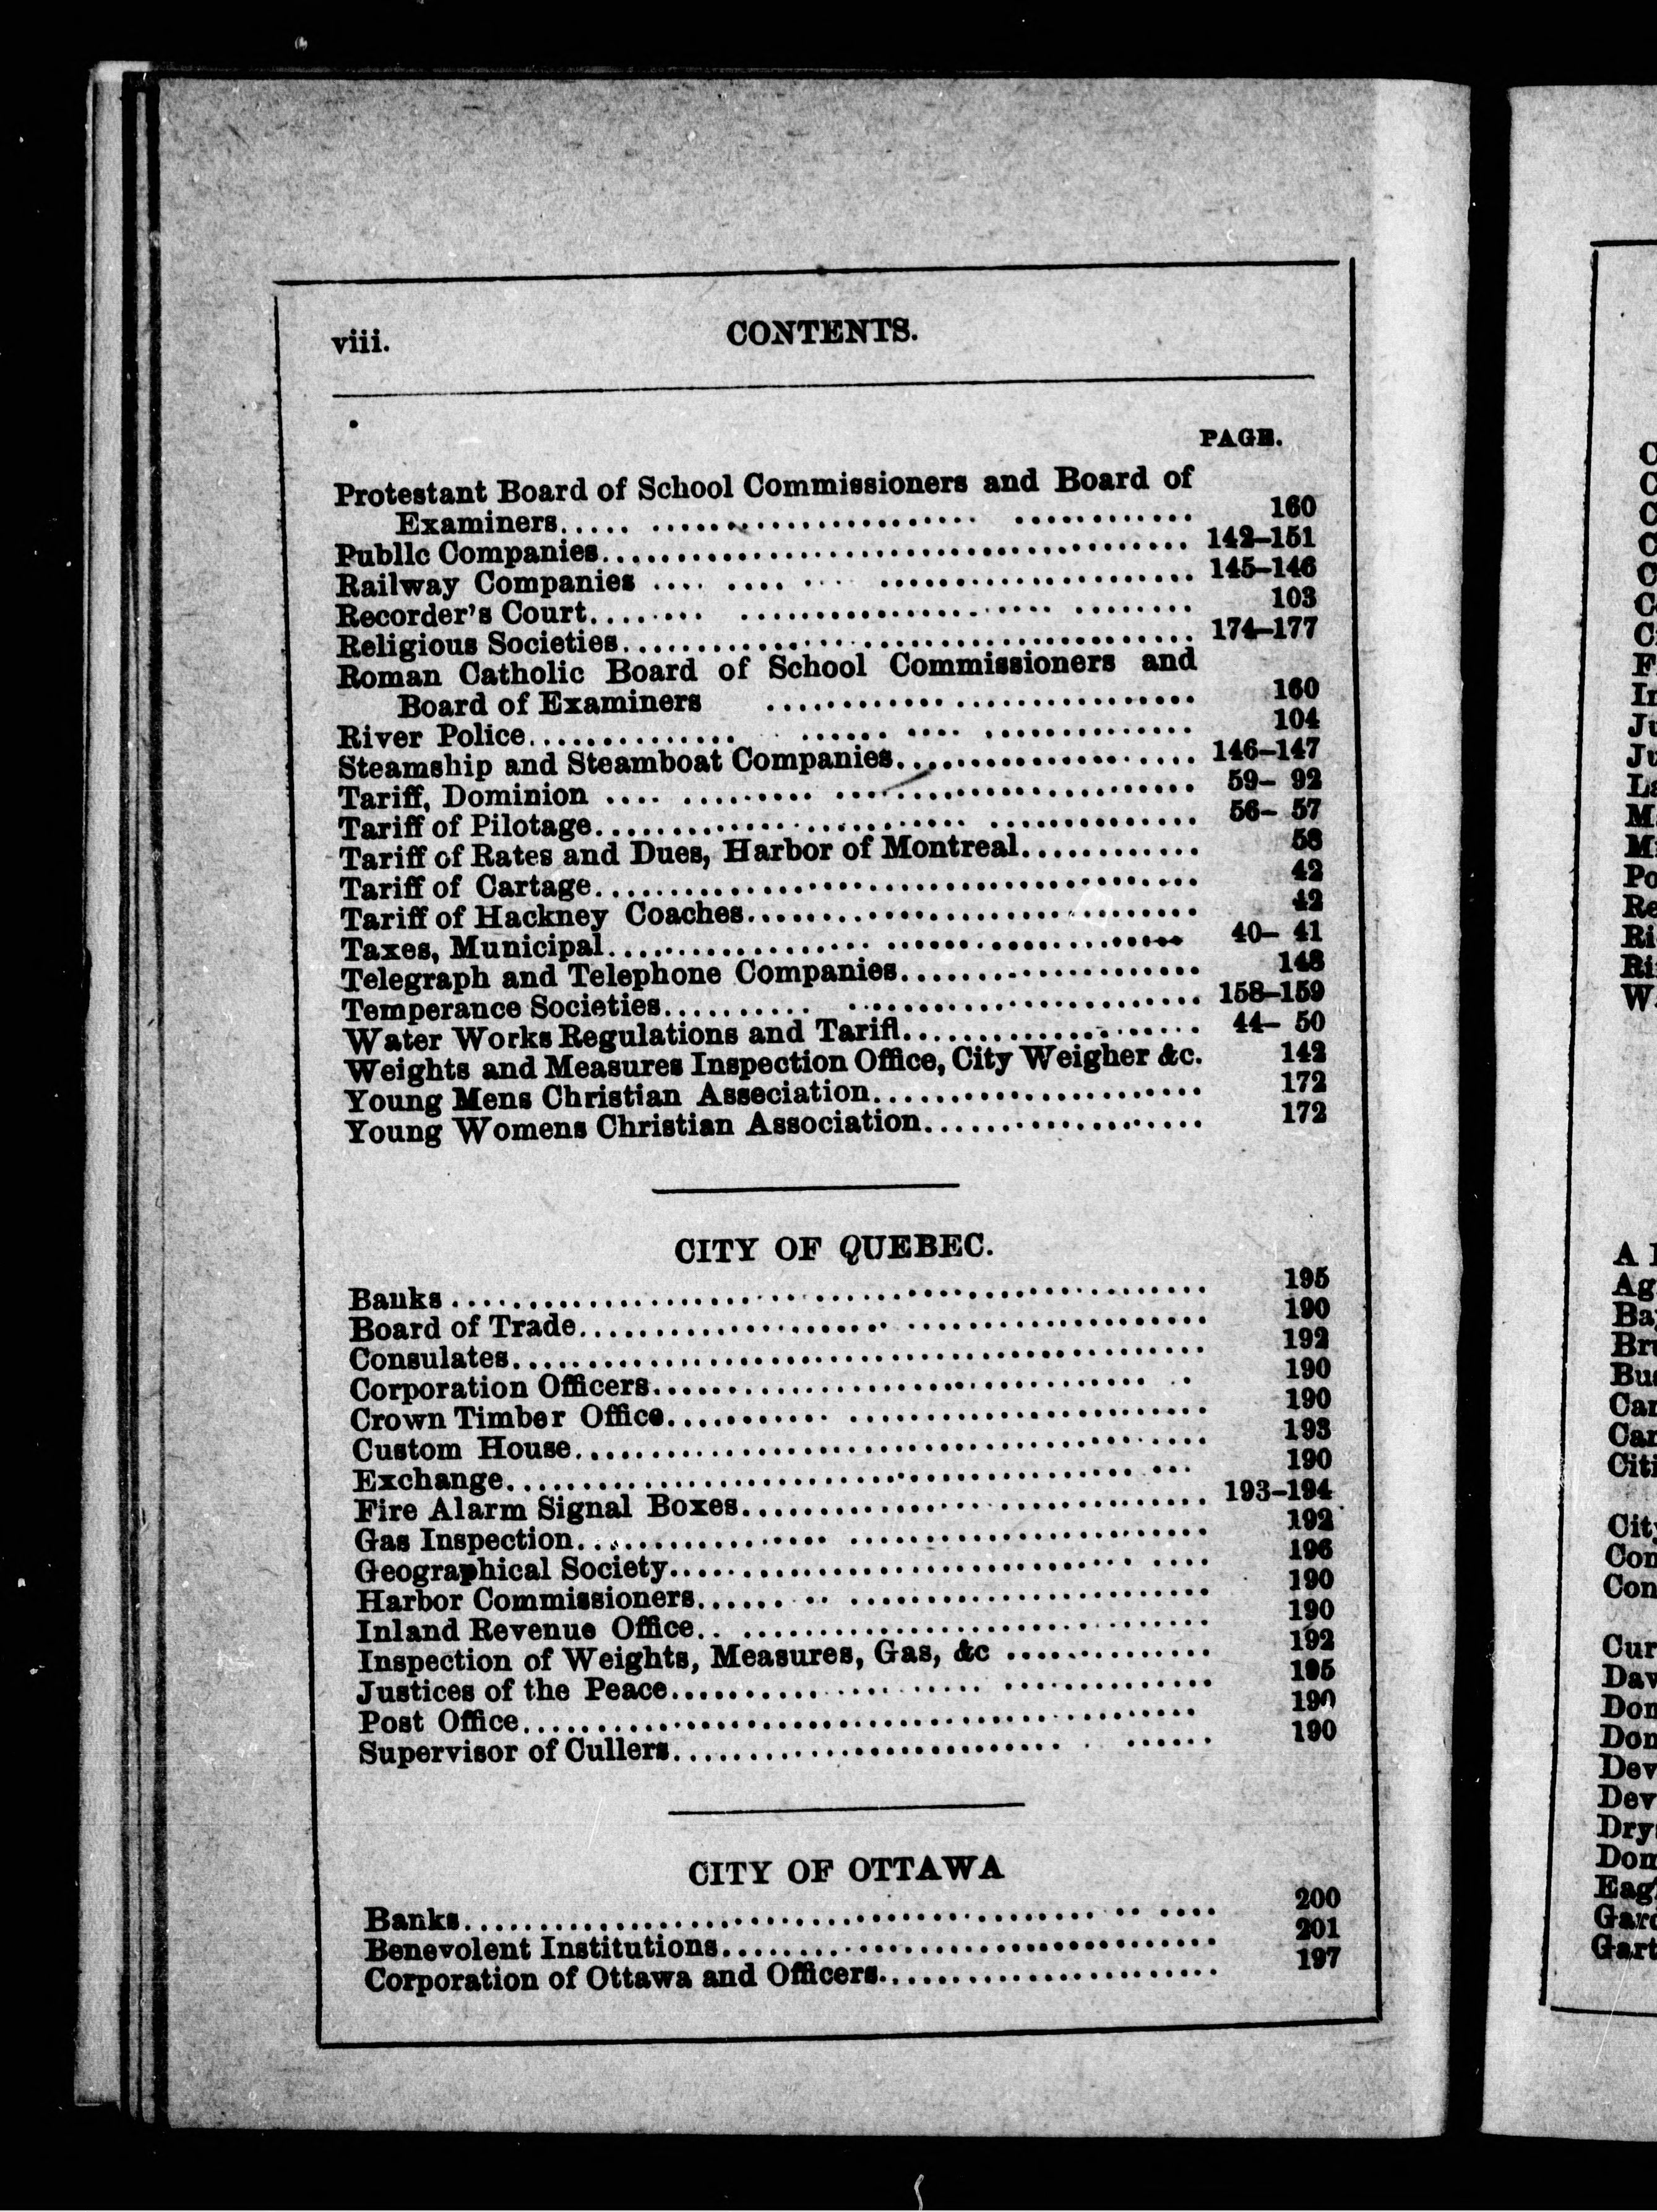 viii.
CONTENTS.
PAGE.
Protestant Board of School Commissioners and Board of
Examiners..... ...................... ............ 160
Public Companies....................................... 142-151
Railway Companies .... .... ... ..................... 145-146
Recorder's Court........ ..................... ........ 103
Religious Societies..................................... 174-177
Roman Catholic Board of School Commissioners and
Board of Examiners ............................ 160
River Police.............. ...... .... .............. 104
Steamship and Steamboat Companies.................... 146-147
Tariff, Dominion .... ......... ........................ 59- 92
Tariff of Pilotage........................ .............. 56- 57
Tariff of Rates and Dues, Harbor of Montreal............ 58
Tariff of Cartage........................................ 42
Tariff of Hackney Coaches.............................. 42
Taxes, Municipal.................. .................... 40- 41
Telegraph and Telephone Companies.................... 148
Temperance Societies.......... ........................ 158-159
Water Works Regulations and Tariff.................... 44- 50
Weights and Measures Inspection Office, City Weigher &c. 142
Young Mens Christian Asseciation...................... 172
Young Womens Christian Association................... 172
CITY OF QUEBEC.
Banks .................................................. 195
Board of Trade..................... .................... 190
Consulates.............................................. 192
Corporation Officers................................. .. 190
Crown Timber Office........... ........................ 190
Custom House.......................................... 193
Exchange.......................................... ... 190
Fire Alarm Signal Boxes............................... 193-194
Gas Inspection................. ........................ 192
Geographical Society............................... .... 196
Harbor Commissioners...... .. ........................ 190
Inland Revenue Office.. ............................... 190
Inspection of Weights, Measures, Gas, &c .............. 192
Justices of the Peace.................... .............. 195
Post Office............................................. 190
Supervisor of Cullers.......................... . ...... 190
CITY OF OTTAWA
Banks.......................................... .. .... 200
Benevolent Institutions................................. 201
Corporation of Ottawa and Officers....................... 197